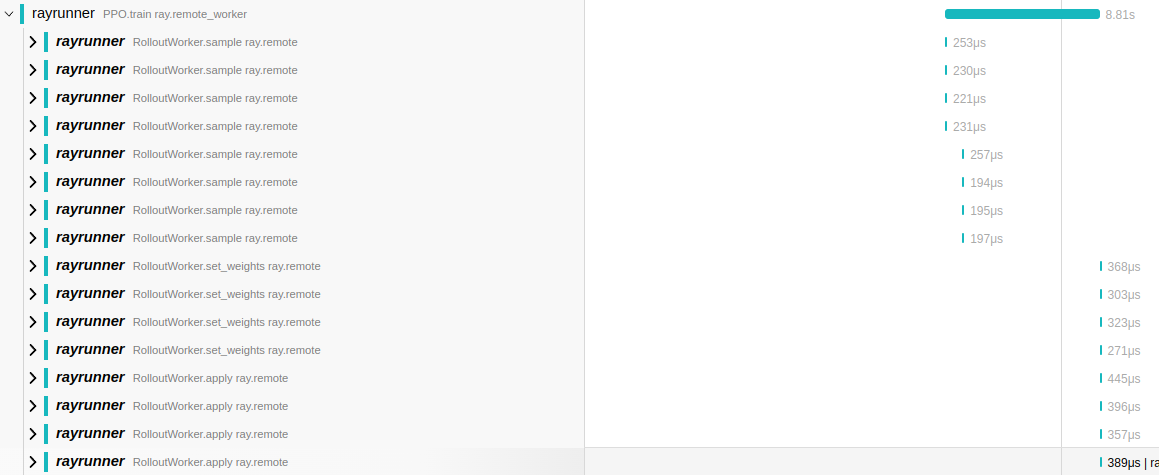 rayrunner PPO.train ray.remote_worker 8.81s
rayrunner RolloutWorker.sample ray.remote 253μs
rayrunner RolloutWorker.sample ray.remote 230μs
rayrunner RolloutWorker.sample ray.remote 221μs
rayrunner RolloutWorker.sample ray.remote 231μs
rayrunner RolloutWorker.sample ray.remote 257μs
rayrunner RolloutWorker.sample ray.remote 194μs
rayrunner RolloutWorker.sample ray.remote 195μs
rayrunner RolloutWorker.sample ray.remote 197μs
rayrunner RolloutWorker.set_weights ray.remote 368μs
rayrunner RolloutWorker.set_weights ray.remote 303μs
rayrunner RolloutWorker.set_weights ray.remote 323μs
rayrunner RolloutWorker.set_weights ray.remote 271μs
rayrunner RolloutWorker.apply ray.remote 445μs
rayrunner RolloutWorker.apply ray.remote 396μs
rayrunner RolloutWorker.apply ray.remote 357μs
rayrunner RolloutWorker.apply ray.remote 389μs | ra